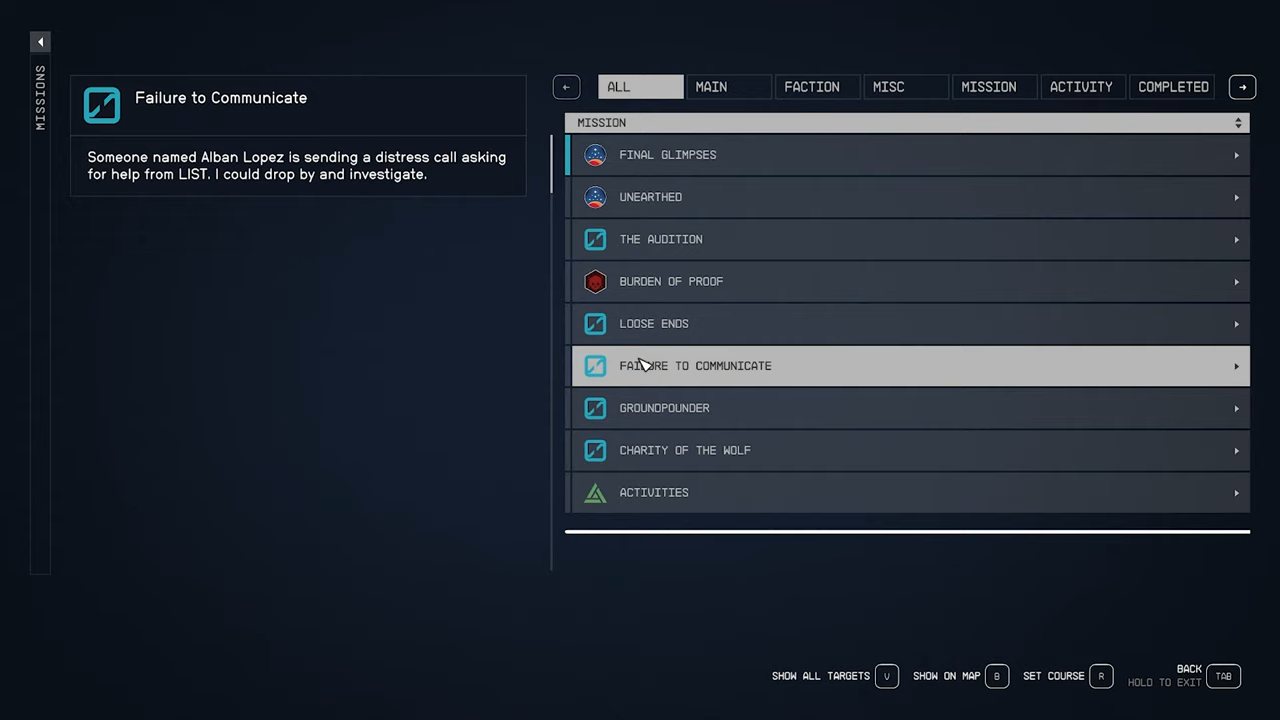 MISSIONS
Failure to Communicate
Someone named Alban Lopez is sending a distress call asking
for help from LIST. I could drop by and investigate.
ALL
MAIN
FACTION
MISC
MISSION
ACTIVITY
COMPLETED
MISSION
FINAL GLIMPSES
UNEARTHED
THE AUDITION
BURDEN OF PROOF
LOOSE ENDS
FAILURE TO COMMUNICATE
GROUNDPOUNDER
CHARITY OF THE WOLF
ACTIVITIES
SHOW ALL TARGETS V
SHOW ON MAP B
SET COURSE R
BACK
HOLD TO EXIT
TAB